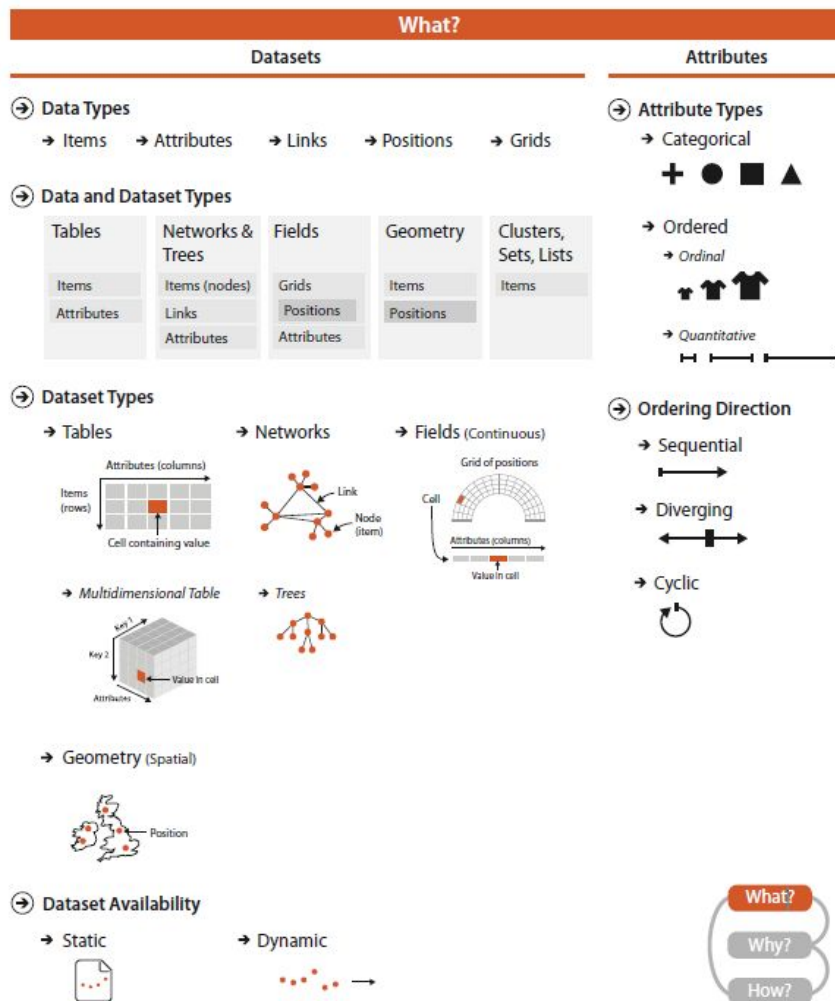 What?
Datasets
Attributes
Data Types
Items
Attributes
Links
Positions
Grids
Data and Dataset Types
Tables
Items
Attributes
Networks &
Trees
Items (nodes)
Links
Attributes
Fields
Grids
Positions
Attributes
Geometry
Items
Positions
Clusters,
Sets, Lists
Items
Dataset Types
Tables
Attributes (columns)
Items
(rows)
Cell containing value
Networks
Link
Node
(item)
Fields (Continuous)
Grid of positions
Cell
Attributes (columns)
Value in cell
Multidimensional Table
Key 1
Key 2
Value in cell
Attributes
Trees
Geometry (Spatial)
Position
Dataset Availability
Static
Dynamic
Attribute Types
Categorical
Ordered
Ordinal
Quantitative
Ordering Direction
Sequential
Diverging
Cyclic
What?
Why?
How?